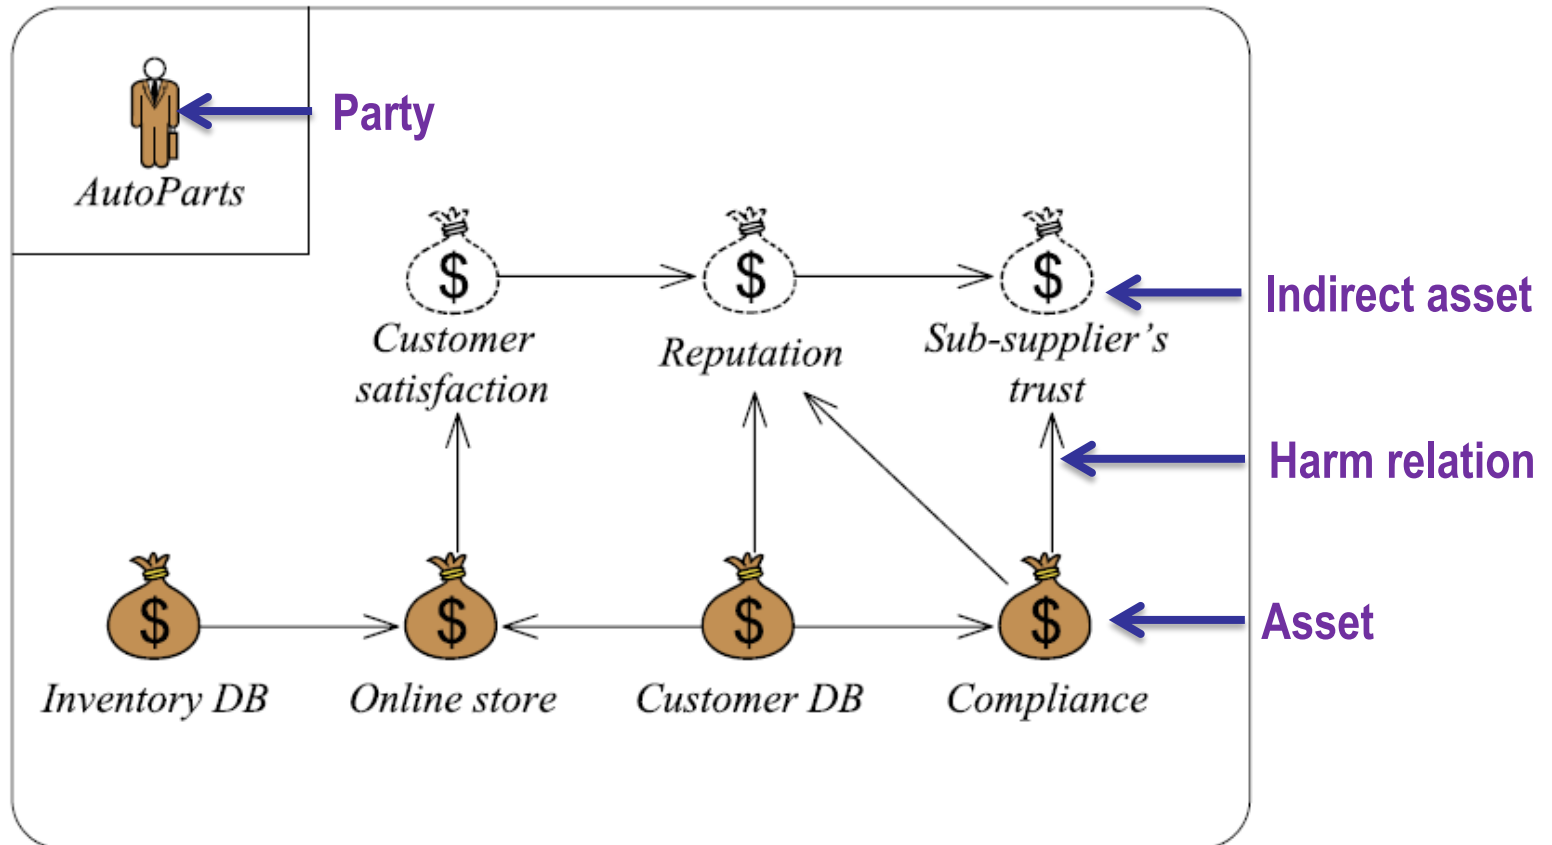 Party
AutoParts
$ $ $
Indirect asset
Customer
satisfaction
Reputation
Sub-supplier’s
trust
Harm relation
$ $ $ $
Asset
Inventory DB
Online store
Customer DB
Compliance